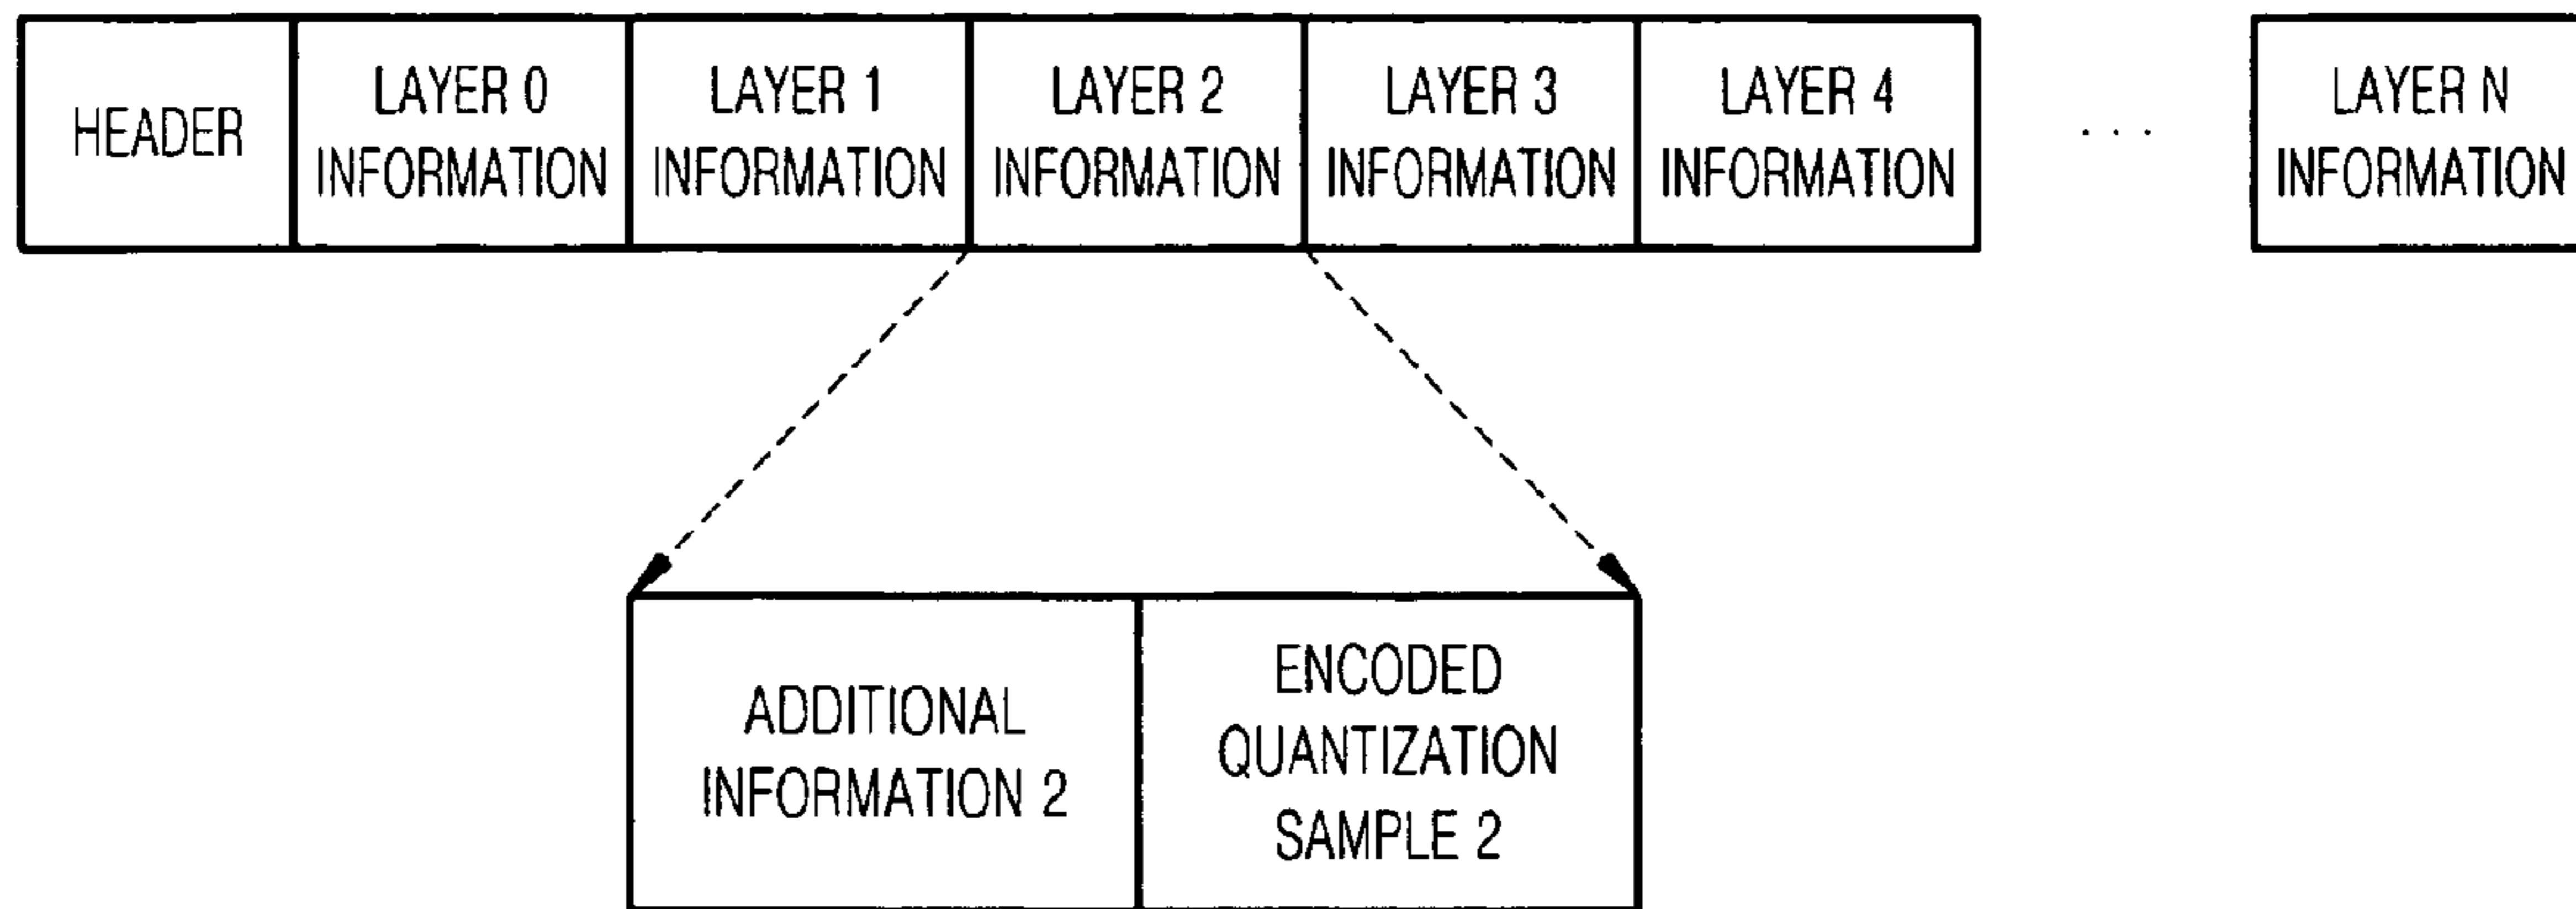 HEADER
LAYER 0
INFORMATION
LAYER 1
INFORMATION
LAYER 2
INFORMATION
LAYER 3
INFORMATION
LAYER 4
INFORMATION
. . .
LAYER N
INFORMATION
ADDITIONAL
INFORMATION 2
ENCODED
QUANTIZATION
SAMPLE 2